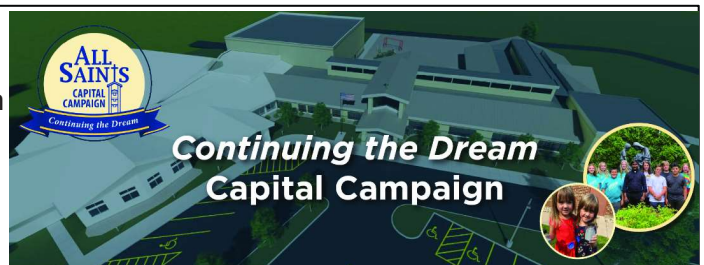 ALL
SAINTS
CAPITAL
CAMPAIGN
Continuing the Dream
Continuing the Dream
Capital Campaign